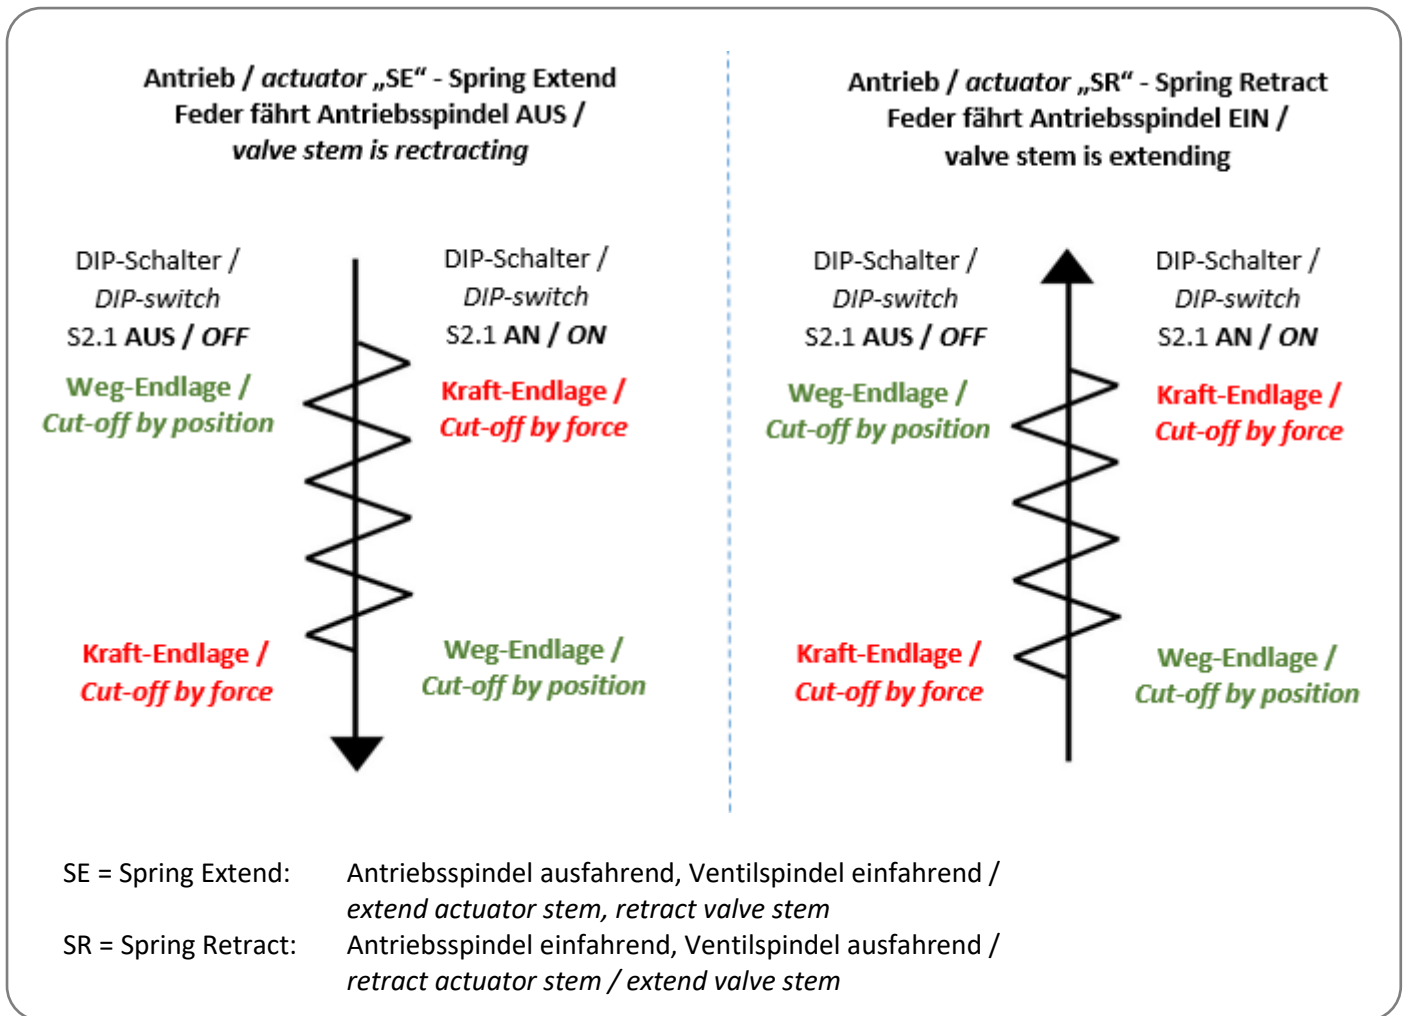 Antrieb / actuator „SE“ - Spring Extend
Feder fährt Antriebsspindel AUS /
valve stem is rectracting
DIP-Schalter /
DIP-switch
S2.1 AUS / OFF
Weg-Endlage /
Cut-off by position
DIP-Schalter /
DIP-switch
S2.1 AN / ON
Kraft-Endlage /
Cut-off by force
Kraft-Endlage /
Cut-off by force
Weg-Endlage /
Cut-off by position
Antrieb / actuator „SR“ - Spring Retract
Feder fährt Antriebsspindel EIN /
valve stem is extending
DIP-Schalter /
DIP-switch
S2.1 AUS / OFF
Weg-Endlage /
Cut-off by position
DIP-Schalter /
DIP-switch
S2.1 AN / ON
Kraft-Endlage /
Cut-off by force
Kraft-Endlage /
Cut-off by force
Weg-Endlage /
Cut-off by position
SE = Spring Extend: Antriebsspindel ausfahrend, Ventilspindel einfahrend /
extend actuator stem, retract valve stem
SR = Spring Retract: Antriebsspindel einfahrend, Ventilspindel ausfahrend /
retract actuator stem / extend valve stem